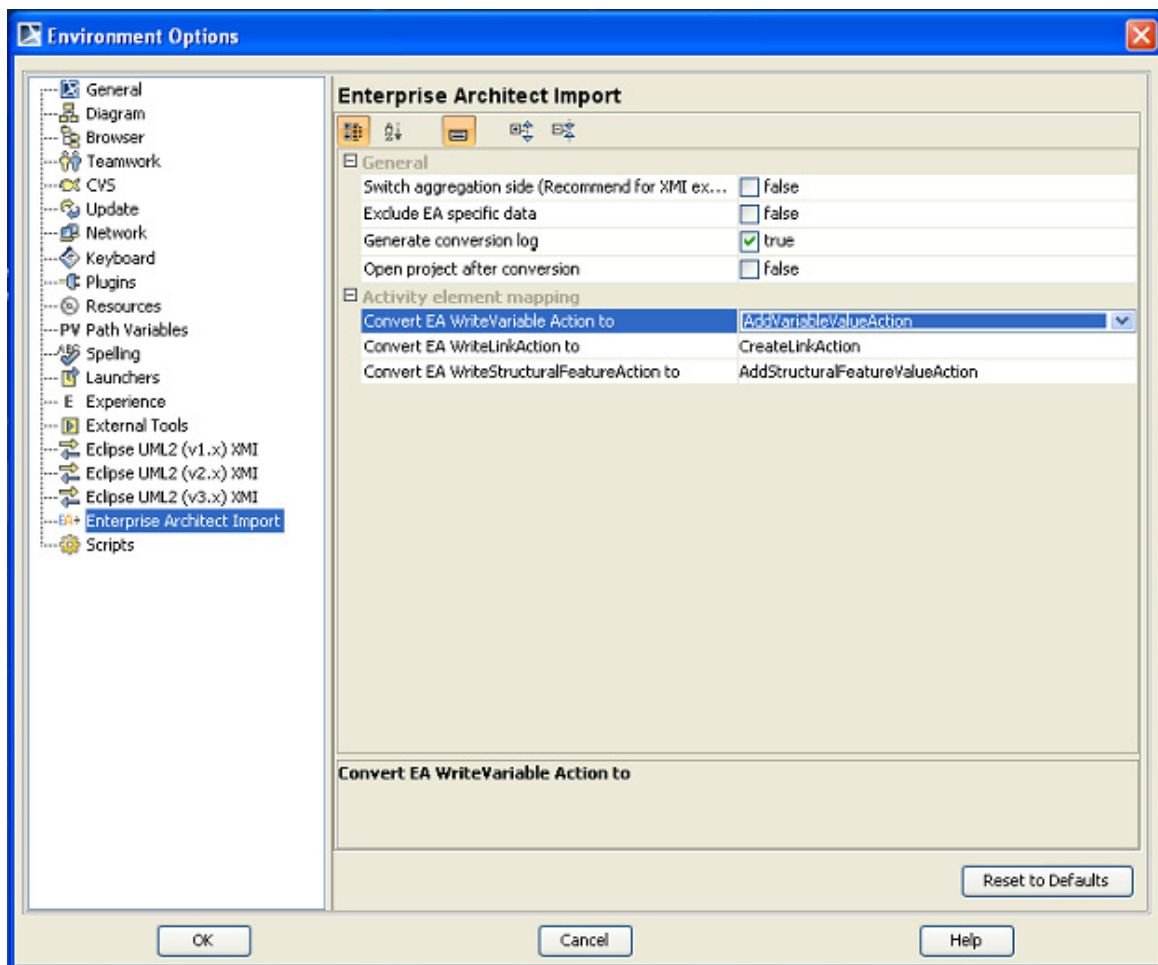 Environment Options
General
Diagram
Browser
Teamwork
CVS
Update
Network
Keyboard
Plugins
Resources
PV Path Variables
ABC Spelling
Launchers
E Experience
External Tools
Eclipse UML2 (v1.x) XMI
Eclipse UML2 (v2.x) XMI
Eclipse UML2 (v3.x) XMI
EA+ Enterprise Architect Import
Scripts
Enterprise Architect Import
General
Switch aggregation side (Recommend for XMI ex... false
Exclude EA specific data false
Generate conversion log true
Open project after conversion false
Activity element mapping
Convert EA WriteVariable Action to AddVariableValueAction
Convert EA WriteLinkAction to CreateLinkAction
Convert EA WriteStructuralFeatureAction to AddStructuralFeatureValueAction
Convert EA WriteVariable Action to
Reset to Defaults
OK Cancel Help